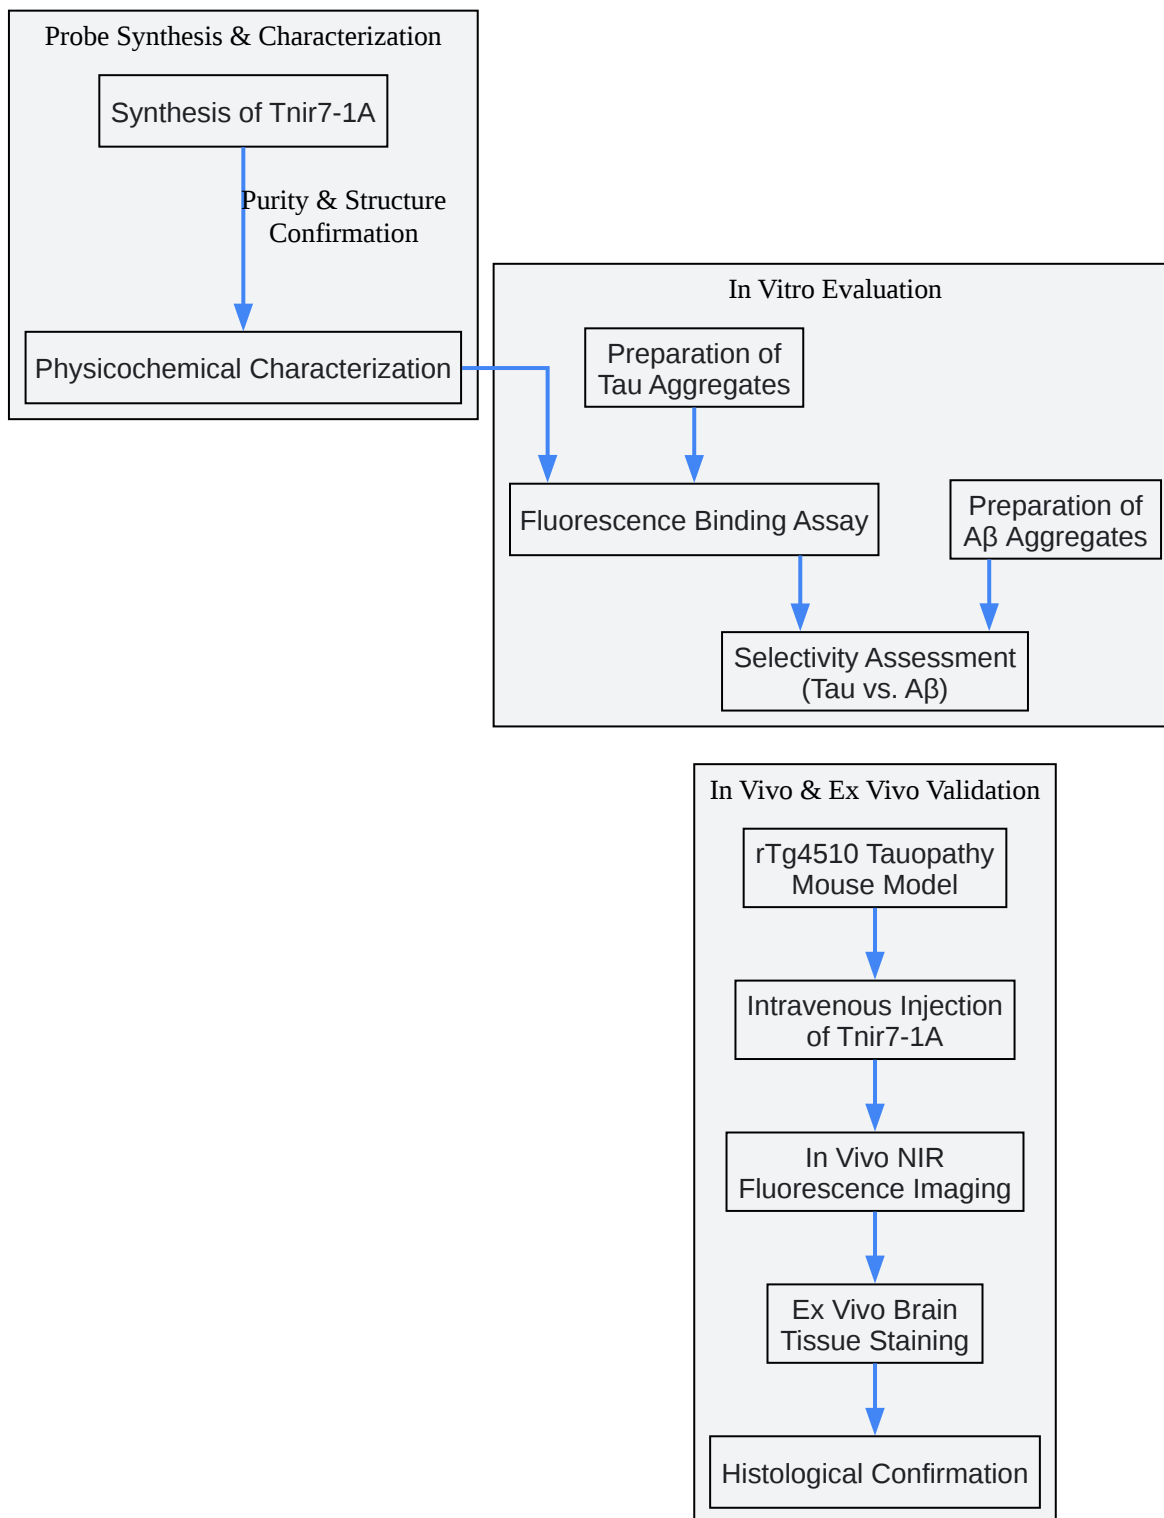 Probe Synthesis & Characterization
Synthesis of Tnir7-1A
Purity & Structure
Confirmation
Physicochemical Characterization
In Vitro Evaluation
Preparation of
Tau Aggregates
Fluorescence Binding Assay
Preparation of
Aβ Aggregates
Selectivity Assessment
(Tau vs. Aβ)
In Vivo & Ex Vivo Validation
rTg4510 Tauopathy
Mouse Model
Intravenous Injection
of Tnir7-1A
In Vivo NIR
Fluorescence Imaging
Ex Vivo Brain
Tissue Staining
Histological Confirmation